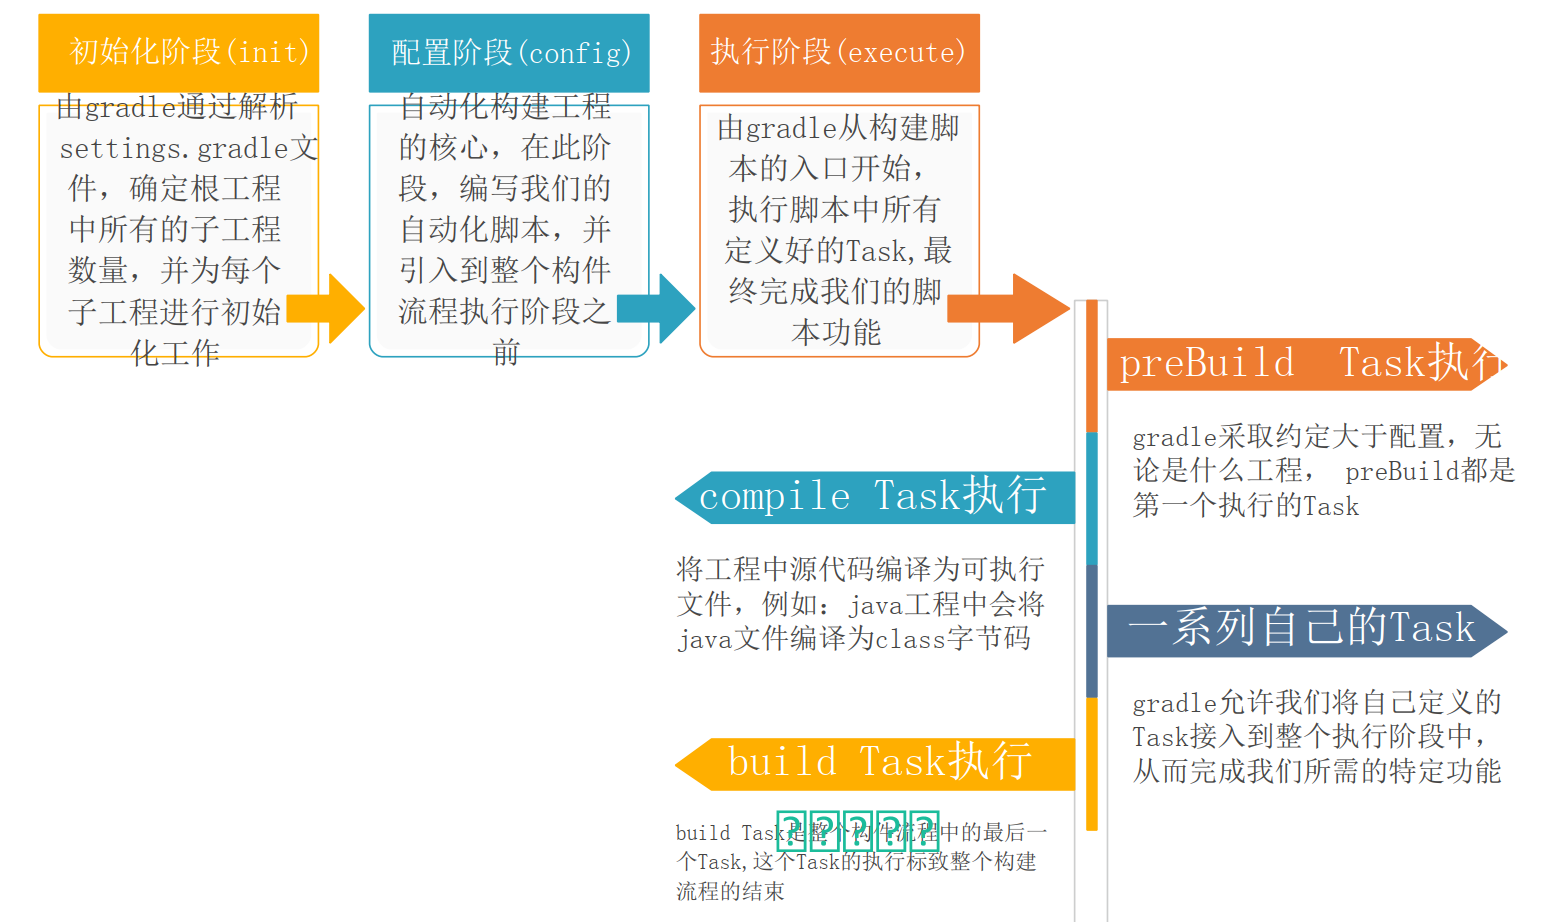 初始化阶段(init)
由gradle通过解析
settings.gradle文
件，确定根工程
中所有的子工程
数量，并为每个
子工程进行初始
化工作
配置阶段(config)
自动化构建工程
的核心，在此阶
段，编写我们的
自动化脚本，并
引入到整个构件
流程执行阶段之
前
执行阶段(execute)
由gradle从构建脚
本的入口开始，
执行脚本中所有
定义好的Task,最
终完成我们的脚
本功能
preBuild  Task执行
gradle采取约定大于配置，无
论是什么工程， preBuild都是
第一个执行的Task
compile Task执行
将工程中源代码编译为可执行
文件，例如：java工程中会将
java文件编译为class字节码
一系列自己的Task
gradle允许我们将自己定义的
Task接入到整个执行阶段中，
从而完成我们所需的特定功能
build Task执行
build Task是整个构件流程中的最后一
个Task,这个Task的执行标致整个构建
流程的结束